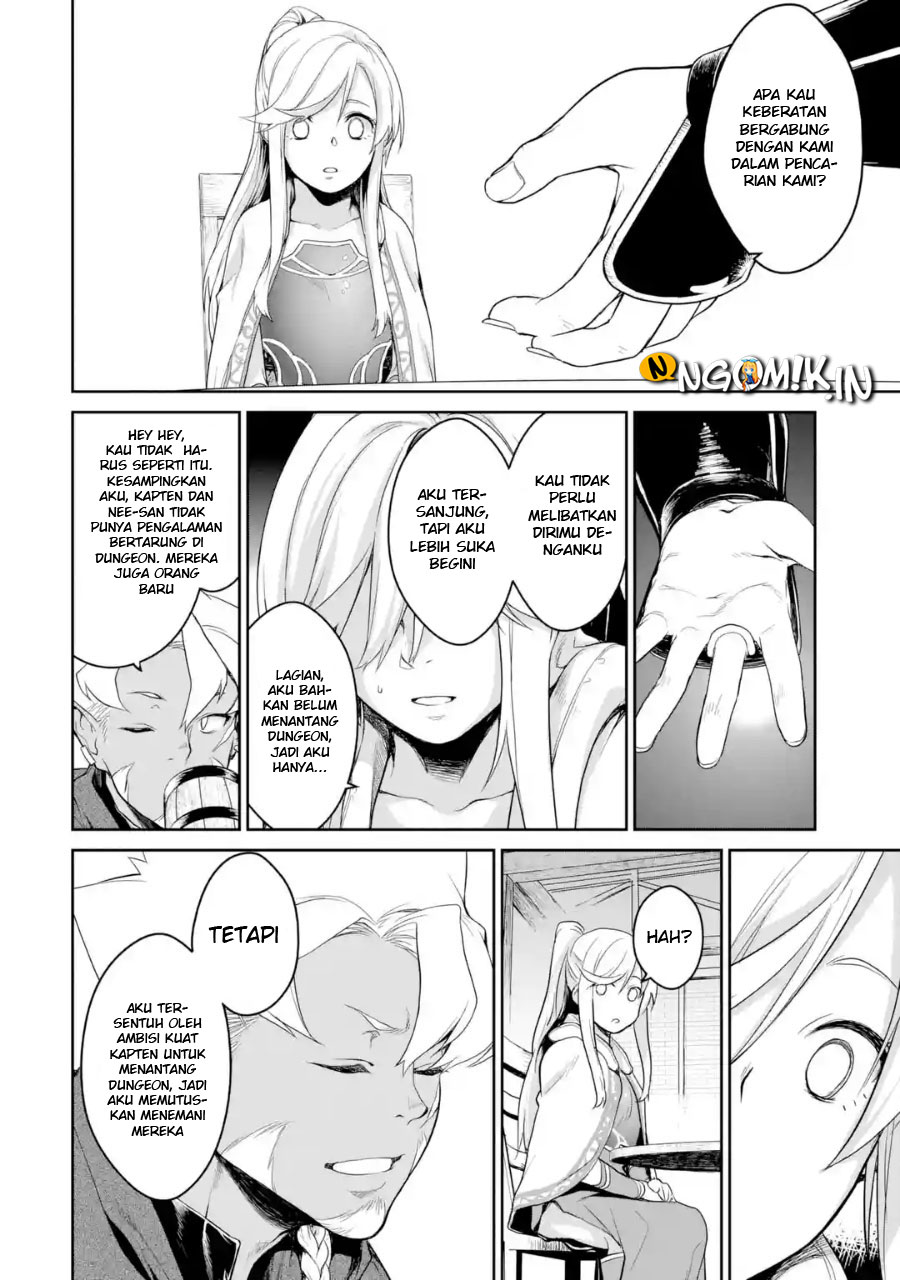 APA KAU
KEBERATAN
BERGABUNG
DENGAN KAMI
DALAM PENCA-
RIAN KAMI?
NGOMIK.IN
KAU TIDAK
PERLU
MELIBATKAN
DIRIMU DE-
NGANKU
AKU TER-
SANJUNG,
TAPI AKU
LEBIH SUKA
BEGINI
LAGIAN,
AKU BAH-
KAN BELUM
MENANTANG
DUNGEON,
JADI AKU
HANYA...
HEY HEY,
KAU TIDAK HA-
RUS SEPERTI ITU.
KESAMPINGKAN
AKU, KAPTEN DAN
NEE-SAN TIDAK
PUNYA PENGALAMAN
BERTARUNG DI
DUNGEON. MEREKA
JUGA ORANG
BARU
HAH?
TETAPI
AKU TER-
SENTUH OLEH
AMBISI KUAT
KAPTEN UNTUK
MENANTANG
DUNGEON, JADI
AKU MEMUTUS-
KAN MENEMANI
MEREKA